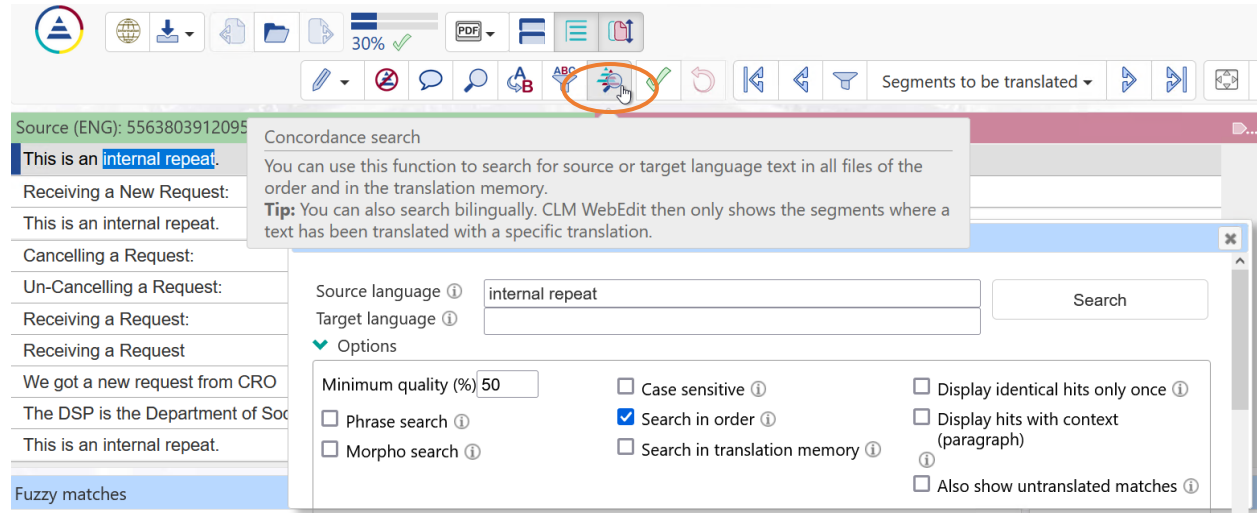 30%
PDF
A
B
ABC
Segments to be translated
Source (ENG): 5563803912095
Concordance search
You can use this function to search for source or target language text in all files of the
order and in the translation memory.
Tip: You can also search bilingually. CLM WebEdit then only shows the segments where a
text has been translated with a specific translation.
This is an internal repeat.
Receiving a New Request:
This is an internal repeat.
Cancelling a Request:
Un-Cancelling a Request:
Receiving a Request:
Receiving a Request
We got a new request from CRO
The DSP is the Department of Soc
This is an internal repeat.
Fuzzy matches
Source language
internal repeat
Search
Target language
Options
Minimum quality (%) 50
Phrase search
Morpho search
Case sensitive
Search in order
Search in translation memory
Display identical hits only once
Display hits with context
(paragraph)
Also show untranslated matches